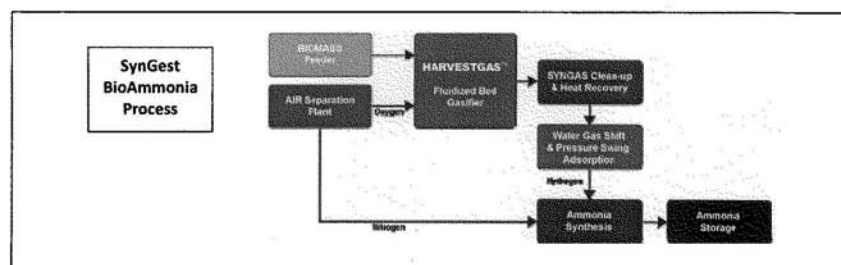 SynGest
BioAmmonia
Process
BIOMASS
Feeder
AIR Separation
Plant
Oxygen
HARVESTGAS™
Fluidized Bed
Gasifier
SYNGAS Clean-up
& Heat Recovery
Water Gas Shift
& Pressure Swing
Adsorption
Hydrogen
Nitrogen
Ammonia
Synthesis
Ammonia
Storage